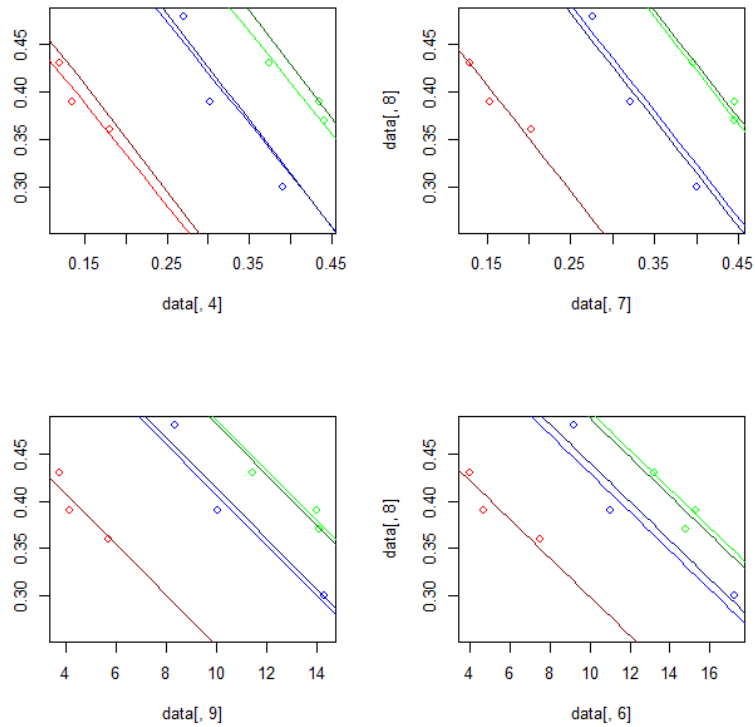 0.30 0.35 0.40 0.45
0.15 0.25 0.35 0.45
data[, 4]
data[, 8]
0.30 0.35 0.40 0.45
0.15 0.25 0.35 0.45
data[, 7]
0.30 0.35 0.40 0.45
4 6 8 10 12 14
data[, 9]
data[, 8]
0.30 0.35 0.40 0.45
4 6 8 10 12 14 16
data[, 6]